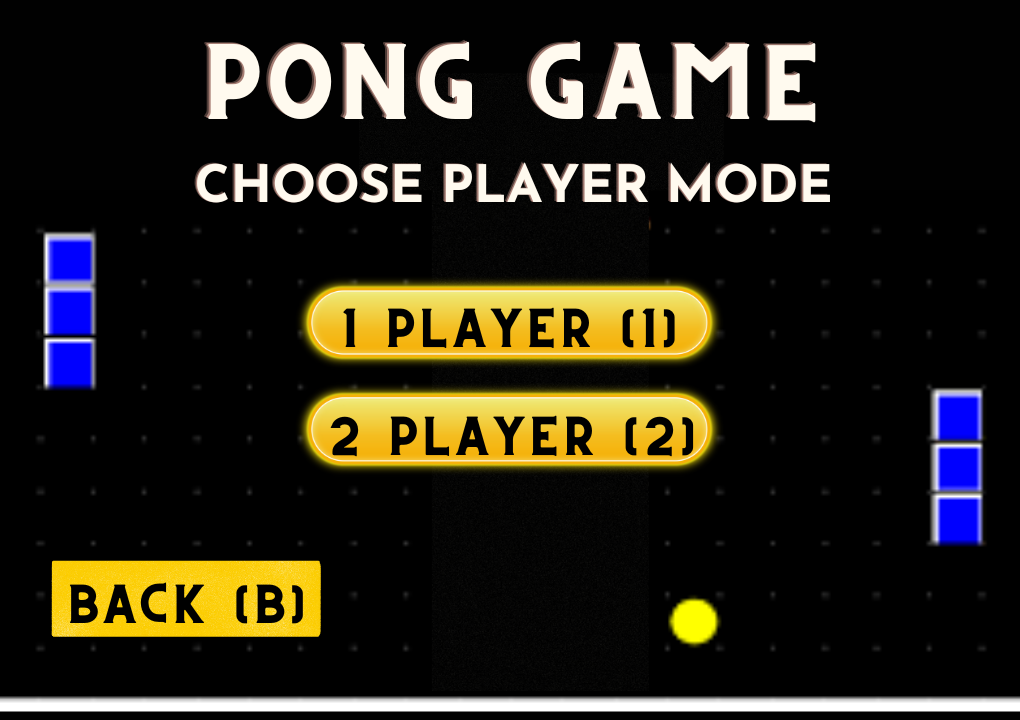 PONG GAME
CHOOSE PLAYER MODE
1 PLAYER (1)
2 PLAYER (2)
BACK (B)